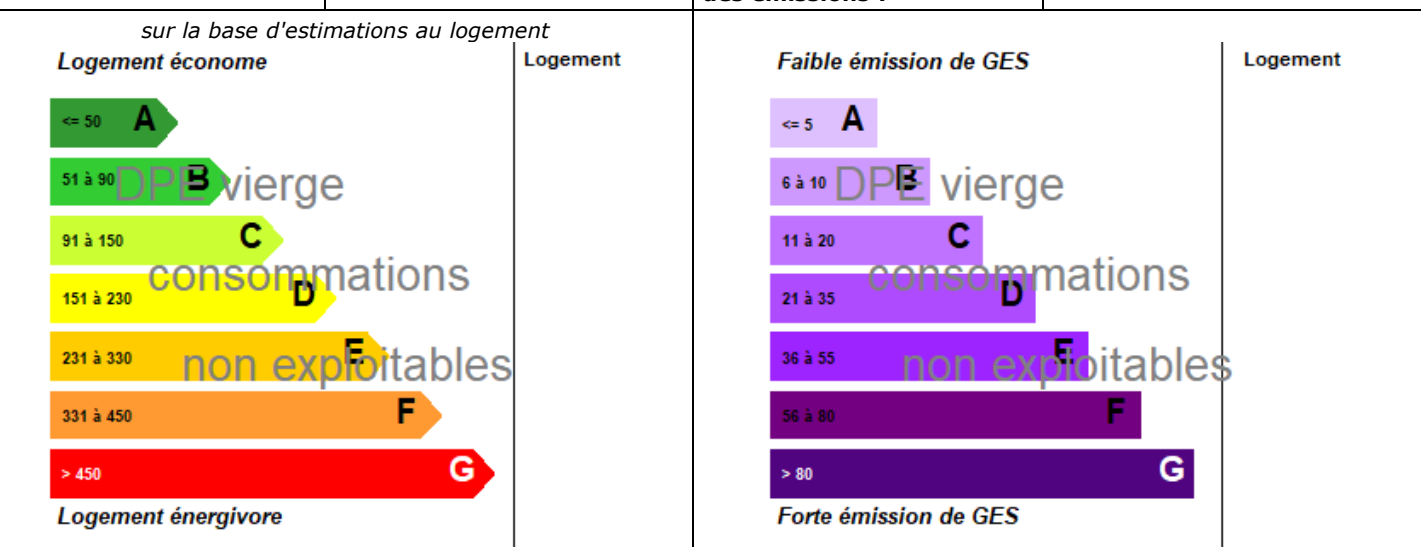 des émissions :
sur la base d'estimations au logement
Logement économe
Logement
<= 50 A
51 à 90 B
91 à 150 C
151 à 230 D
231 à 330 E
331 à 450 F
> 450 G
DPE vierge
consommations
non exploitables
Logement énergivore
Faible émission de GES
Logement
<= 5 A
6 à 10 B
11 à 20 C
21 à 35 D
36 à 55 E
56 à 80 F
> 80 G
DPE vierge
consommations
non exploitables
Forte émission de GES